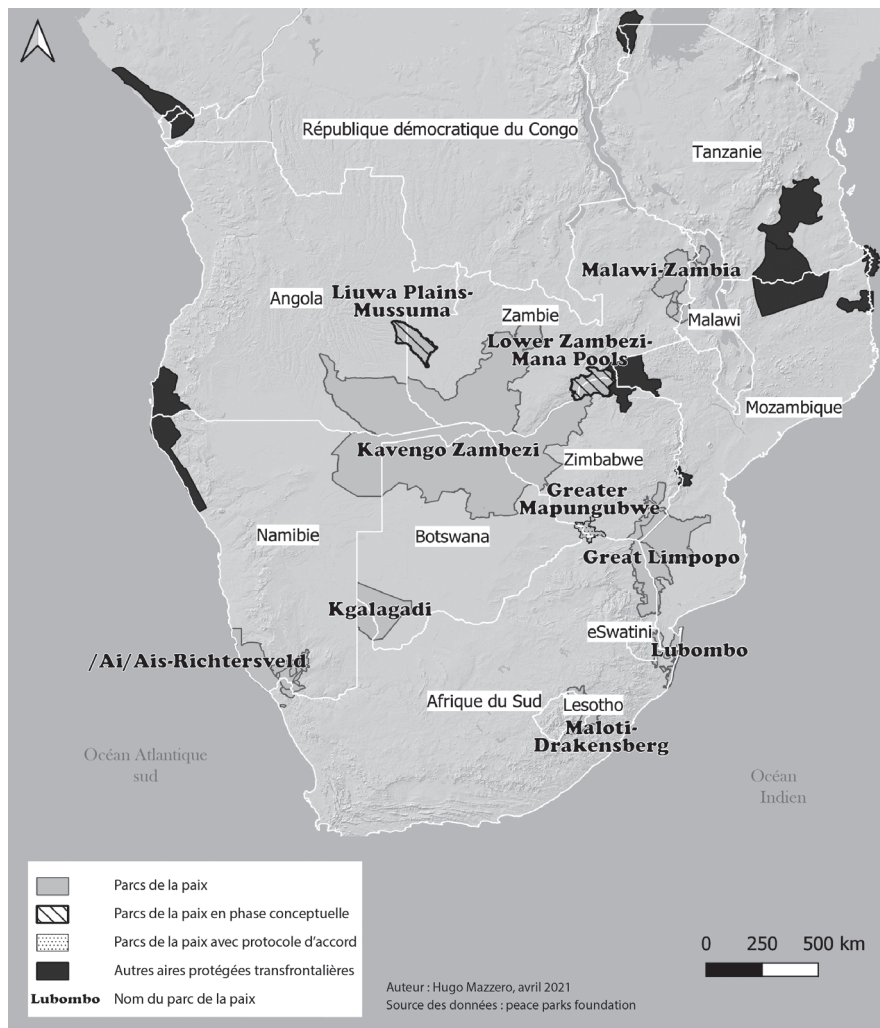 République démocratique du Congo
Tanzanie
Malawi-Zambia
Angola
Liuwa Plains-
Mussuma
Zambie
Malawi
Lower Zambezi-
Mana Pools
Mozambique
Kavengo Zambezi
Zimbabwe
Greater
Mapungubwe
Namibie
Botswana
Great Limpopo
Kgalagadi
eSwatini
Lubombo
/Ai/Ais-Richtersveld
Afrique du Sud
Lesotho
Maloti-
Drakensberg
Océan Atlantique
sud
Océan
Indien
Parcs de la paix
Parcs de la paix en phase conceptuelle
Parcs de la paix avec protocole d'accord
Autres aires protégées transfrontalières
Lubombo Nom du parc de la paix
Auteur : Hugo Mazzero, avril 2021
Source des données : peace parks foundation
0 250 500 km